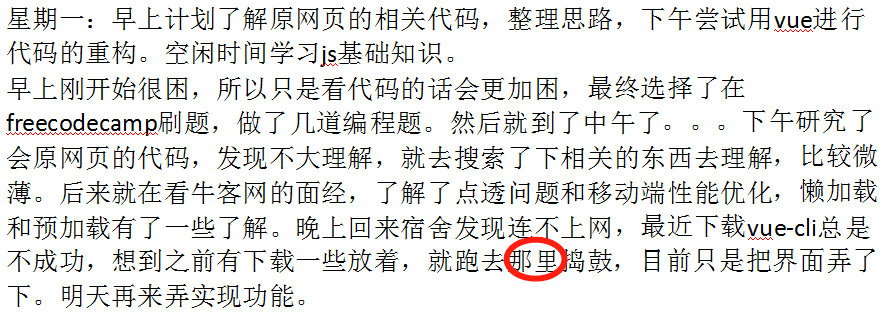 星期一：早上计划了解原网页的相关代码，整理思路，下午尝试用vue进行
代码的重构。空闲时间学习js基础知识。
早上刚开始很困，所以只是看代码的话会更加困，最终选择了在
freecodecamp刷题，做了几道编程题。然后就到了中午了。。。下午研究了
会原网页的代码，发现不大理解，就去搜索了下相关的东西去理解，比较微
薄。后来就在看牛客网的面经，了解了点透问题和移动端性能优化，懒加载
和预加载有了一些了解。晚上回来宿舍发现连不上网，最近下载vue-cli总是
不成功，想到之前有下载一些放着，就跑去那里捣鼓，目前只是把界面弄了
下。明天再来弄实现功能。